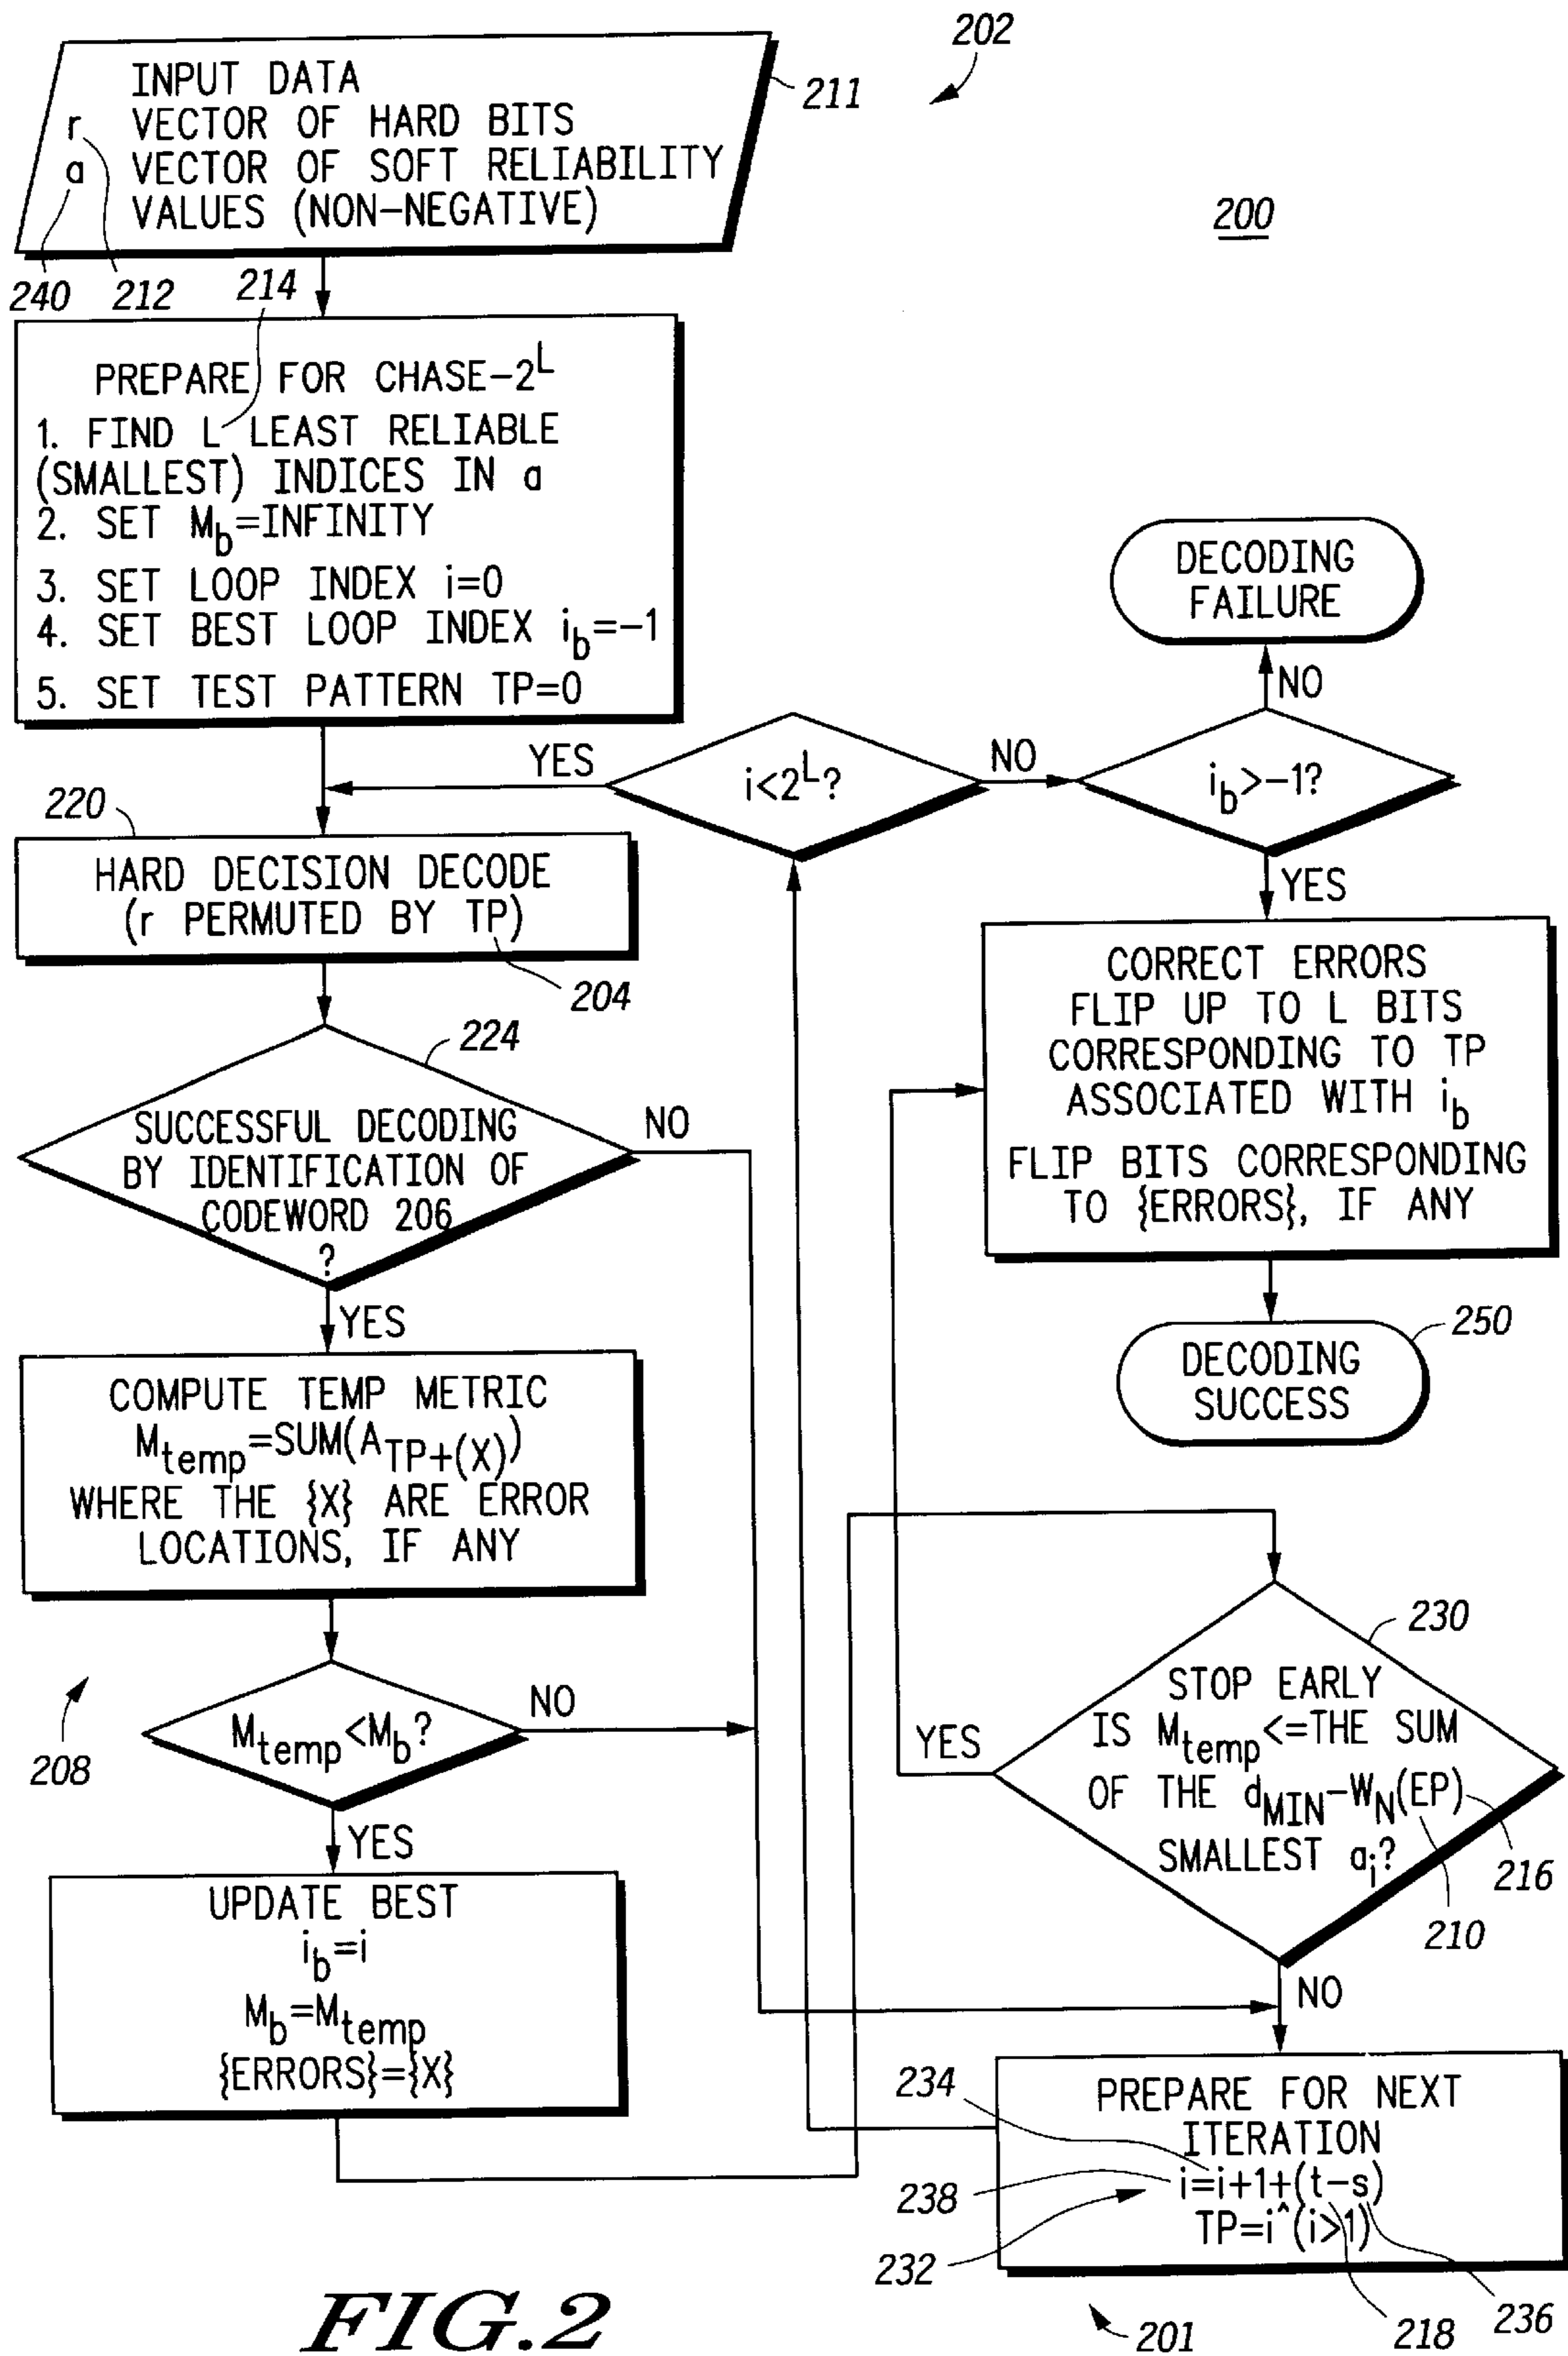 202
INPUT DATA
r VECTOR OF HARD BITS
a VECTOR OF SOFT RELIABILITY
VALUES (NON-NEGATIVE)
211
200
240
212
214
PREPARE FOR CHASE-2^L
1. FIND L LEAST RELIABLE
(SMALLEST) INDICES IN a
2. SET M_b=INFINITY
3. SET LOOP INDEX i=0
4. SET BEST LOOP INDEX i_b=-1
5. SET TEST PATTERN TP=0
DECODING
FAILURE
NO
YES
i<2^L?
NO
i_b>-1?
YES
220
HARD DECISION DECODE
(r PERMUTED BY TP)
204
224
SUCCESSFUL DECODING
BY IDENTIFICATION OF
CODEWORD 206
?
NO
YES
CORRECT ERRORS
FLIP UP TO L BITS
CORRESPONDING TO TP
ASSOCIATED WITH i_b
FLIP BITS CORRESPONDING
TO {ERRORS}, IF ANY
250
DECODING
SUCCESS
COMPUTE TEMP METRIC
M_temp=SUM(A_TP+(X))
WHERE THE {X} ARE ERROR
LOCATIONS, IF ANY
208
M_temp<M_b?
NO
YES
230
STOP EARLY
IS M_temp<=THE SUM
OF THE d_MIN-W_N(EP)
SMALLEST a_i?
YES
216
210
NO
UPDATE BEST
i_b=i
M_b=M_temp
{ERRORS}={X}
234
238
232
PREPARE FOR NEXT
ITERATION
i=i+1+(t-s)
TP=i^(i>1)
201
218
236
FIG.2